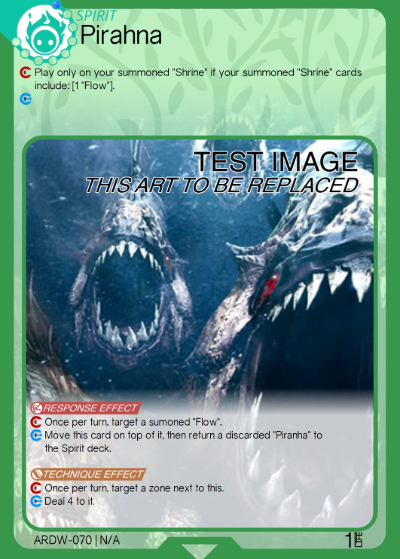 SPIRIT
Pirahna
Play only on your summoned "Shrine" if your summoned "Shrine" cards
include: [1 "Flow"].
TEST IMAGE
THIS ART TO BE REPLACED
RESPONSE EFFECT
Once per turn, target a sumoned "Flow".
Move this card on top of it, then return a discarded "Piranha" to
the Spirit deck.
TECHNIQUE EFFECT
Once per turn, target a zone next to this.
Deal 4 to it.
ARDW-070 | N/A
1 LIFE